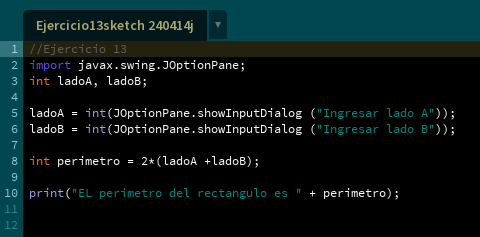 Ejercicio13sketch 240414j ▼
1 //Ejercicio 13
2 import javax.swing.JOptionPane;
3 int ladoA, ladoB;
4
5 ladoA = int(JOptionPane.showInputDialog ("Ingresar lado A"));
6 ladoB = int(JOptionPane.showInputDialog ("Ingresar lado B"));
7
8 int perimetro = 2*(ladoA +ladoB);
9
10 print("EL perimetro del rectangulo es " + perimetro);
11
12